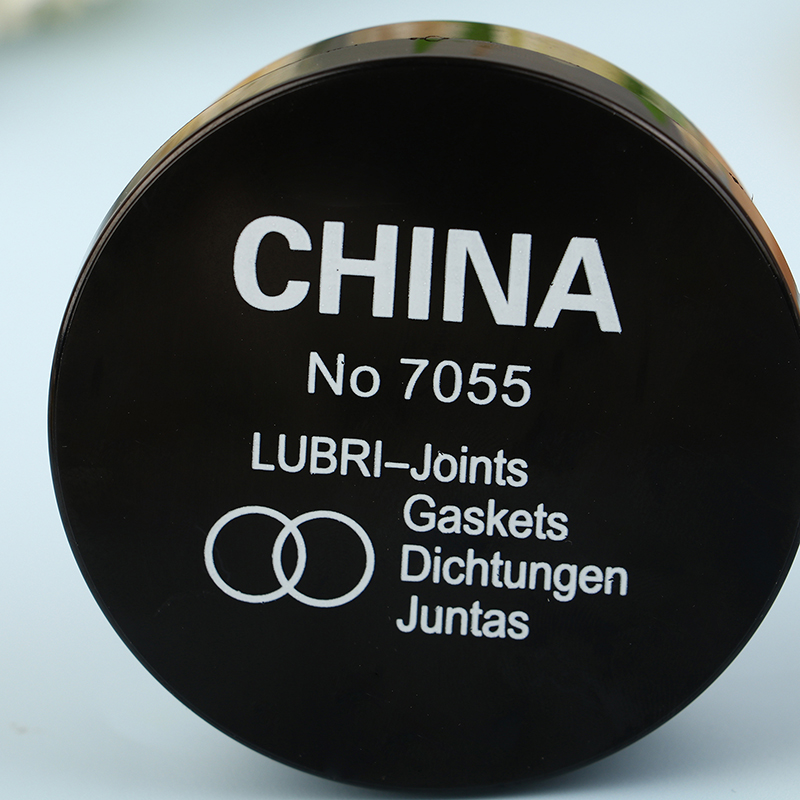 CHINA
No 7055
LUBRI-Joints
Gaskets
Dichtungen
Juntas